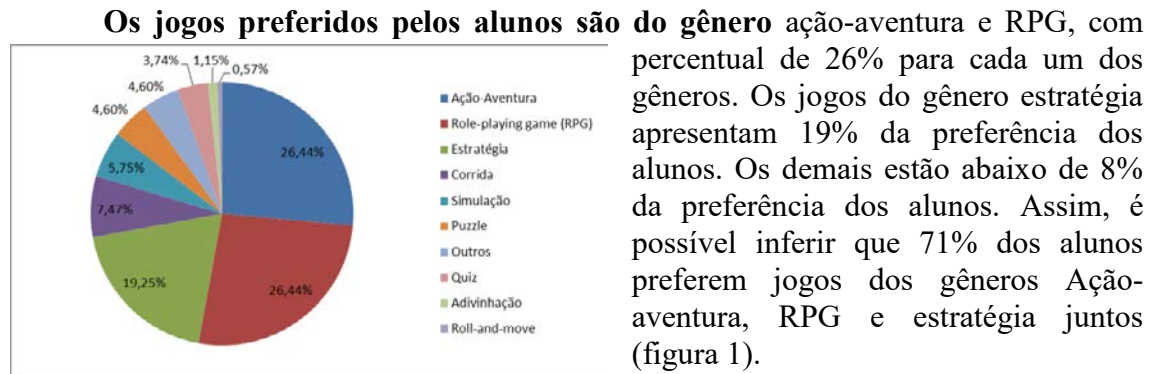 Os jogos preferidos pelos alunos são do gênero ação-aventura e RPG, com
percentual de 26% para cada um dos
gêneros. Os jogos do gênero estratégia
apresentam 19% da preferência dos
alunos. Os demais estão abaixo de 8%
da preferência dos alunos. Assim, é
possível inferir que 71% dos alunos
preferem jogos dos gêneros Ação-
aventura, RPG e estratégia juntos
(figura 1).
3,74%
1,15%
0,57%
4,60%
4,60%
5,75%
7,47%
19,25%
26,44%
26,44%
Ação-Aventura
Role-playing game (RPG)
Estratégia
Corrida
Simulação
Puzzle
Outros
Quiz
Adivinhação
Roll-and-move